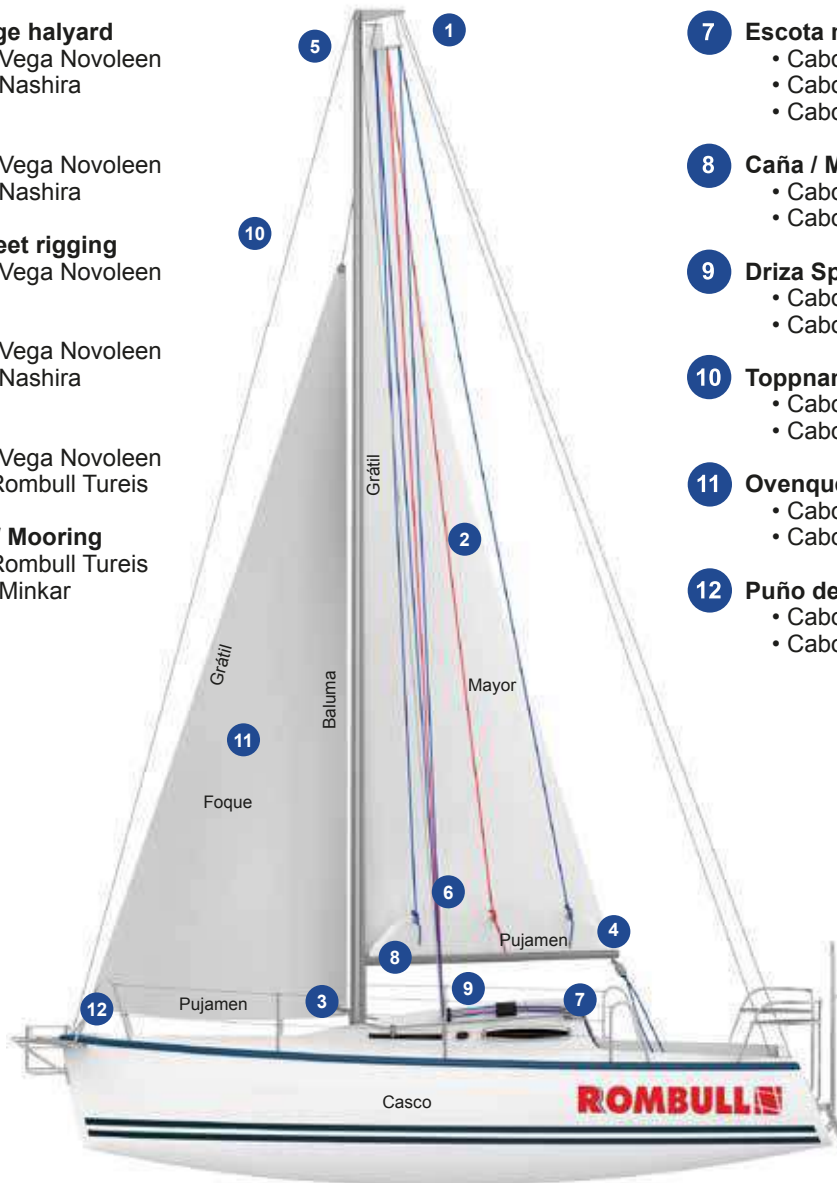 ge halyard
Vega Novoleen
Nashira
Vega Novoleen
Nashira
eet rigging
Vega Novoleen
Vega Novoleen
Nashira
Vega Novoleen
Rombull Tureis
Mooring
Rombull Tureis
Minkar
5
1
10
2
Grátil
Grátil
Baluma
Mayor
11
Foque
6
4
Pujamen
8
9
7
3
12
Pujamen
Casco
ROMBULL
7 Escota
• Cabo
• Cabo
• Cabo
8 Caña / M
• Cabo
• Cabo
9 Driza Sp
• Cabo
• Cabo
10 Toppnan
• Cabo
• Cabo
11 Ovenque
• Cabo
• Cabo
12 Puño de
• Cabo
• Cabo